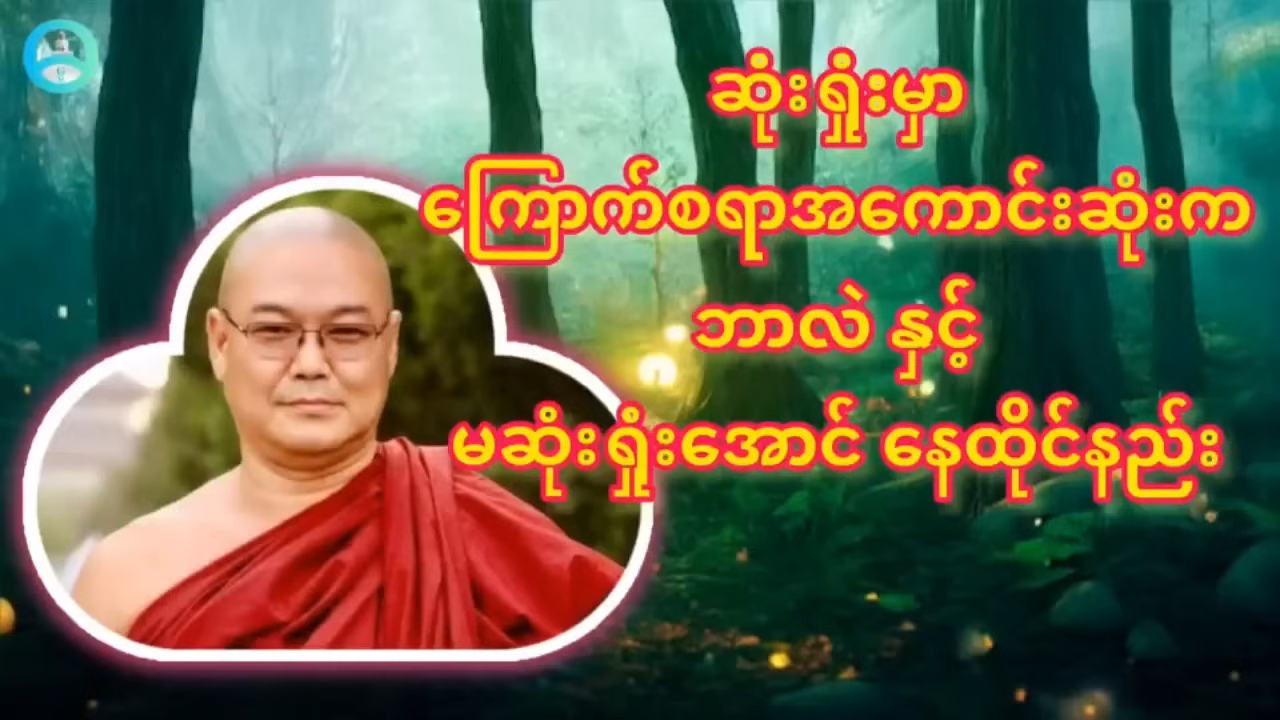 ဆုံးရှုံးမှာ
ကြောက်စရာအကောင်းဆုံးက
ဘာလဲ နှင့်
မဆုံးရှုံးအောင် နေထိုင်နည်း